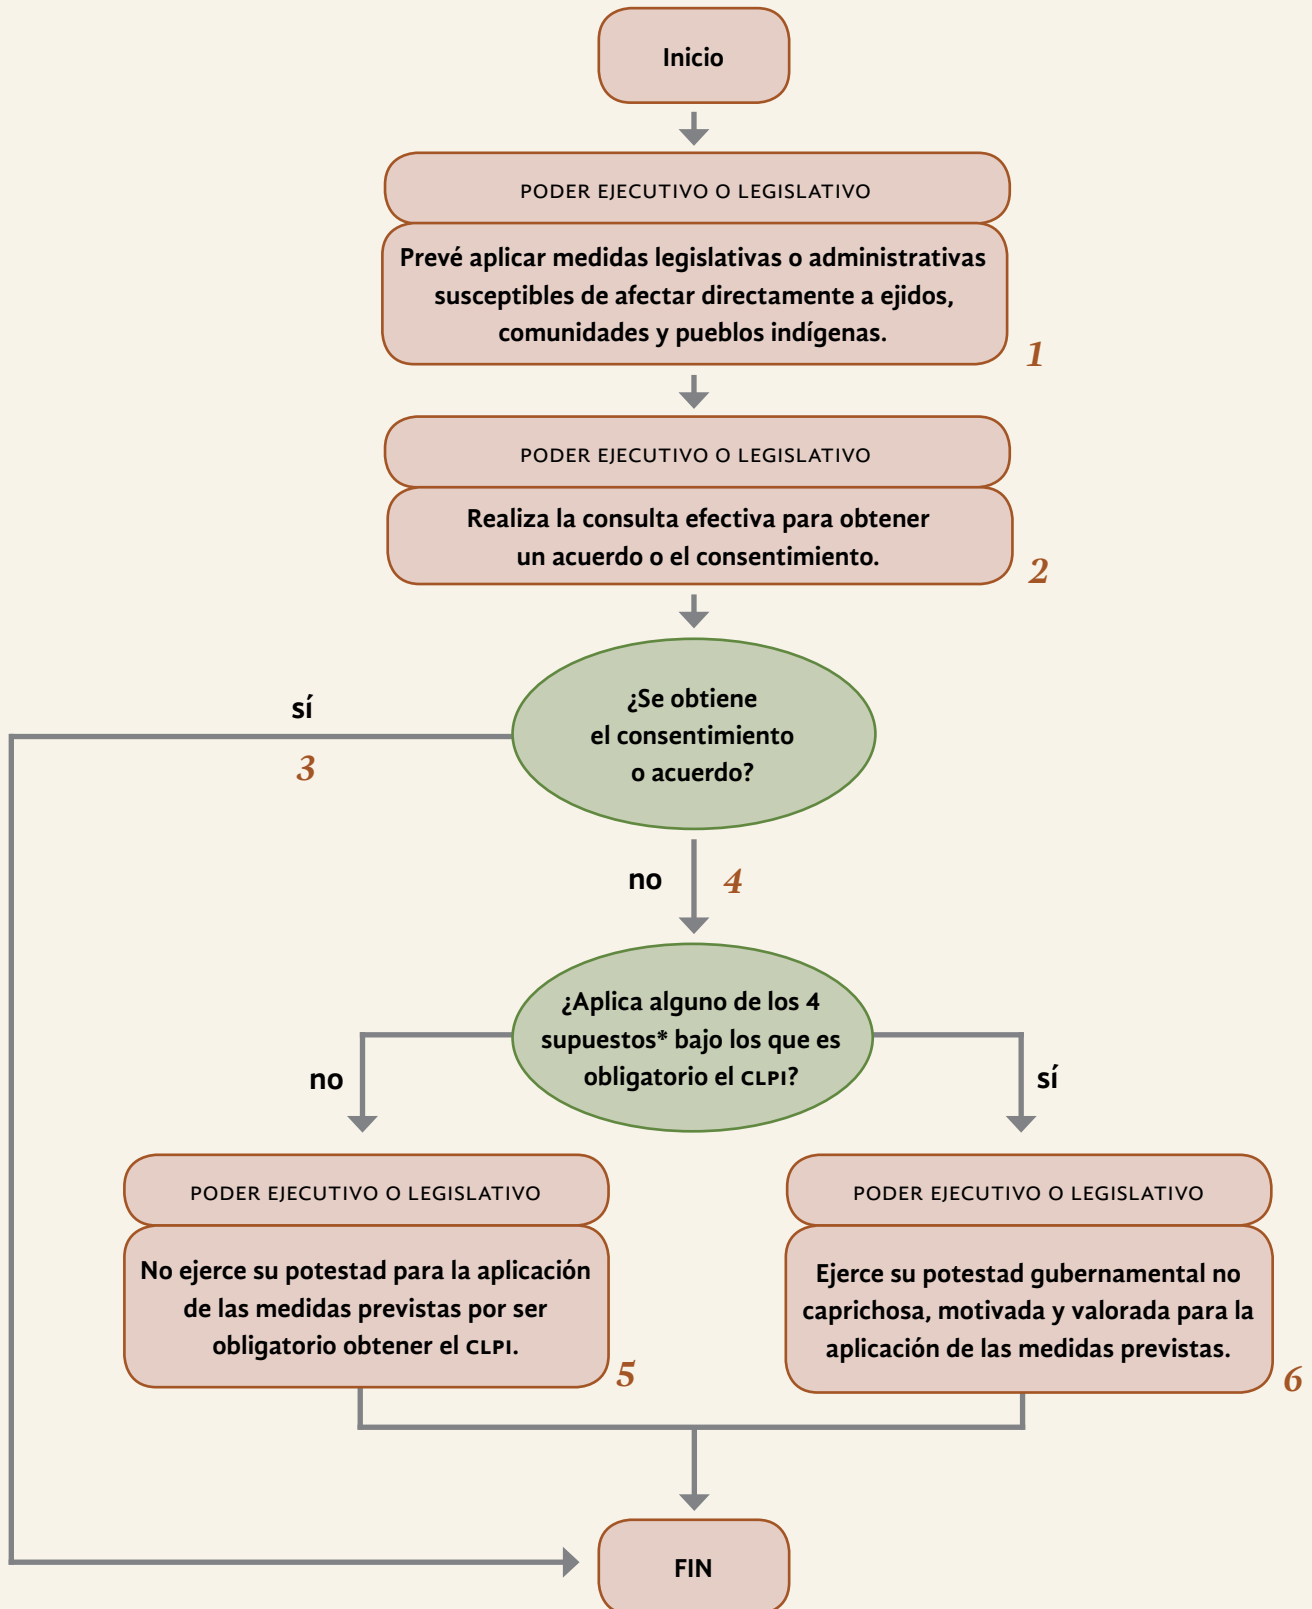 Inicio
PODER EJECUTIVO O LEGISLATIVO
Prevé aplicar medidas legislativas o administrativas
susceptibles de afectar directamente a ejidos,
comunidades y pueblos indígenas.
1
PODER EJECUTIVO O LEGISLATIVO
Realiza la consulta efectiva para obtener
un acuerdo o el consentimiento.
2
¿Se obtiene
el consentimiento
o acuerdo?
sí
3
no
4
¿Aplica alguno de los 4
supuestos* bajo los que es
obligatorio el CLPI?
no
sí
PODER EJECUTIVO O LEGISLATIVO
No ejerce su potestad para la aplicación
de las medidas previstas por ser
obligatorio obtener el CLPI.
5
PODER EJECUTIVO O LEGISLATIVO
Ejerce su potestad gubernamental no
caprichosa, motivada y valorada para la
aplicación de las medidas previstas.
6
FIN